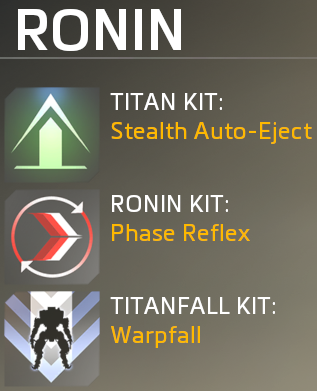 RONIN
TITAN KIT:
Stealth Auto-Eject
RONIN KIT:
Phase Reflex
TITANFALL KIT:
Warpfall